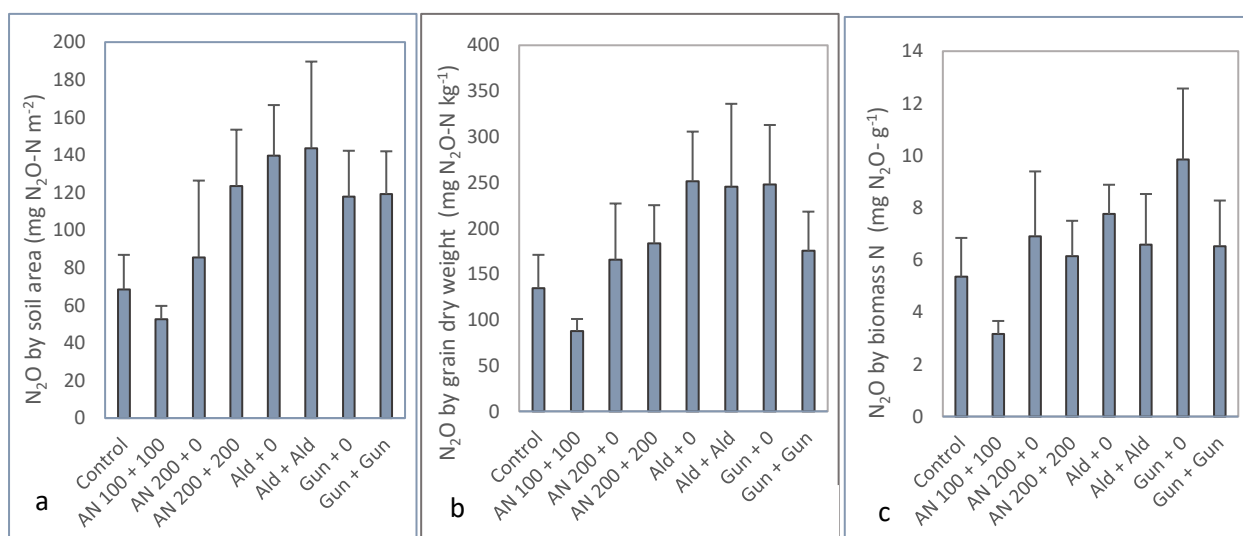 N₂O by soil area (mg N₂O-N m⁻²)
200
180
160
140
120
100
80
60
40
20
0
Control
AN 100 + 100
AN 200 + 0
AN 200 + 200
Ald + 0
Ald + Ald
Gun + 0
Gun + Gun
a
N₂O by grain dry weight (mg N₂O-N kg⁻¹)
400
350
300
250
200
150
100
50
0
Control
AN 100 + 100
AN 200 + 0
AN 200 + 200
Ald + 0
Ald + Ald
Gun + 0
Gun + Gun
b
N₂O by biomass N (mg N₂O- g⁻¹)
14
12
10
8
6
4
2
0
Control
AN 100 + 100
AN 200 + 0
AN 200 + 200
Ald + 0
Ald + Ald
Gun + 0
Gun + Gun
c